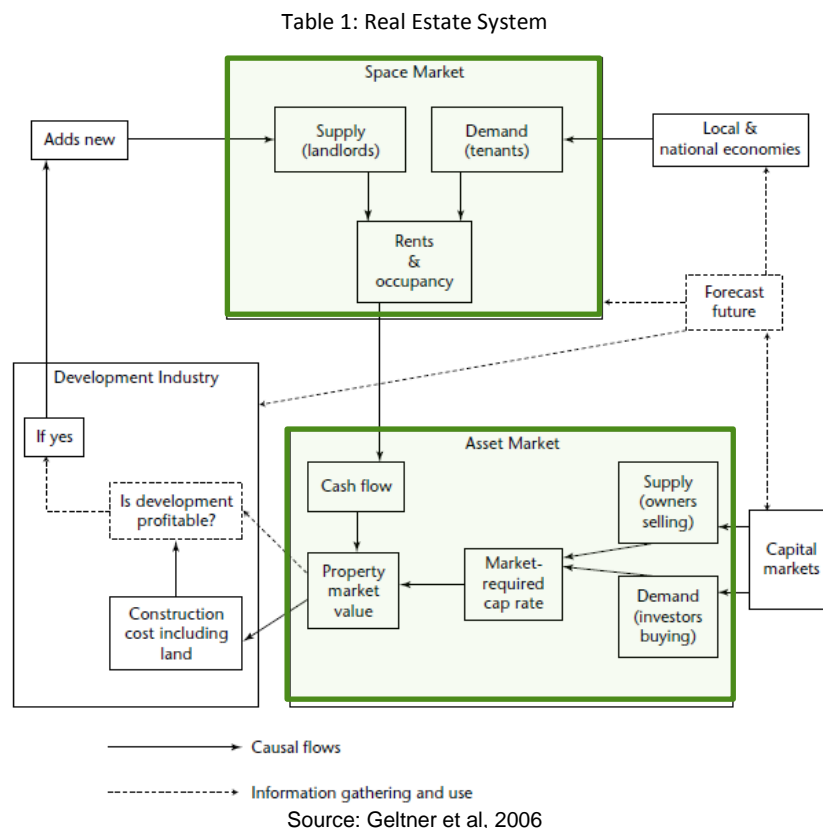 Table 1: Real Estate System
Space Market
Adds new
Supply
(landlords)
Demand
(tenants)
Local &
national economies
Rents
&
occupancy
Forecast
future
Development Industry
If yes
Is development
profitable?
Construction
cost including
land
Asset Market
Cash flow
Property
market
value
Market-
required
cap rate
Supply
(owners
selling)
Demand
(investors
buying)
Capital
markets
Causal flows
Information gathering and use
Source: Geltner et al, 2006